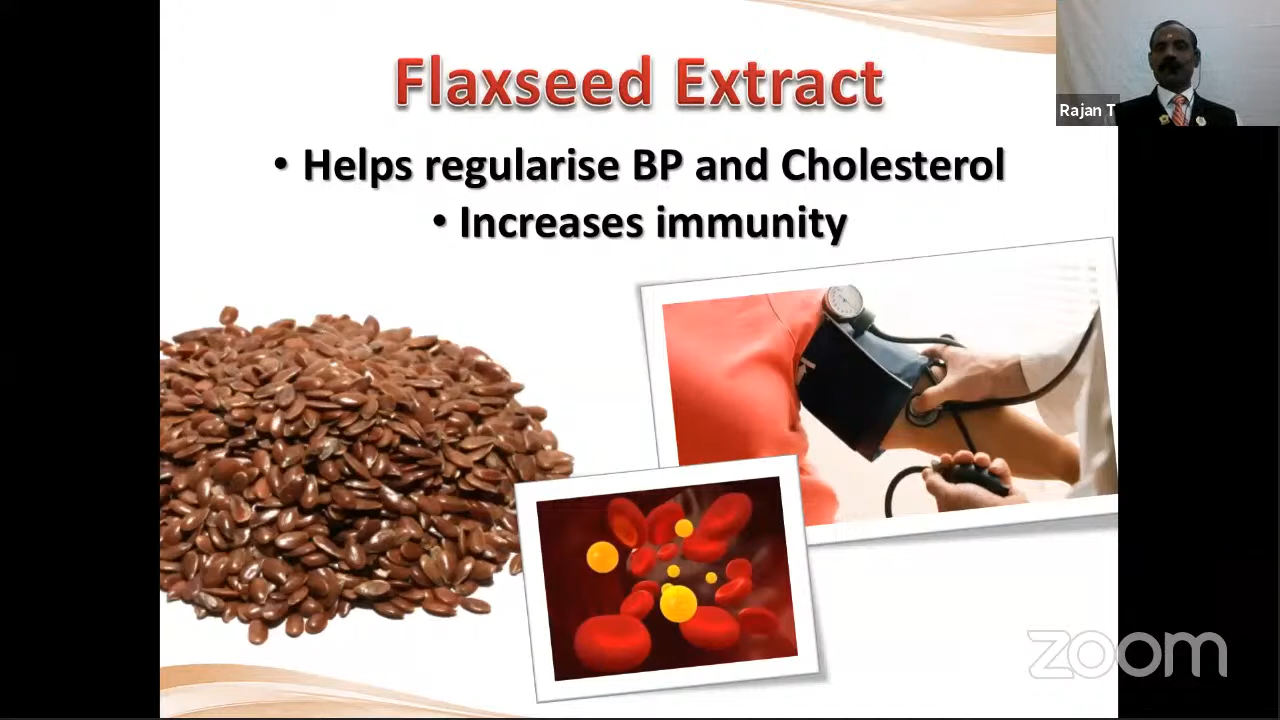 Flaxseed Extract
• Helps regularise BP and Cholesterol
• Increases immunity
Rajan T
zoom